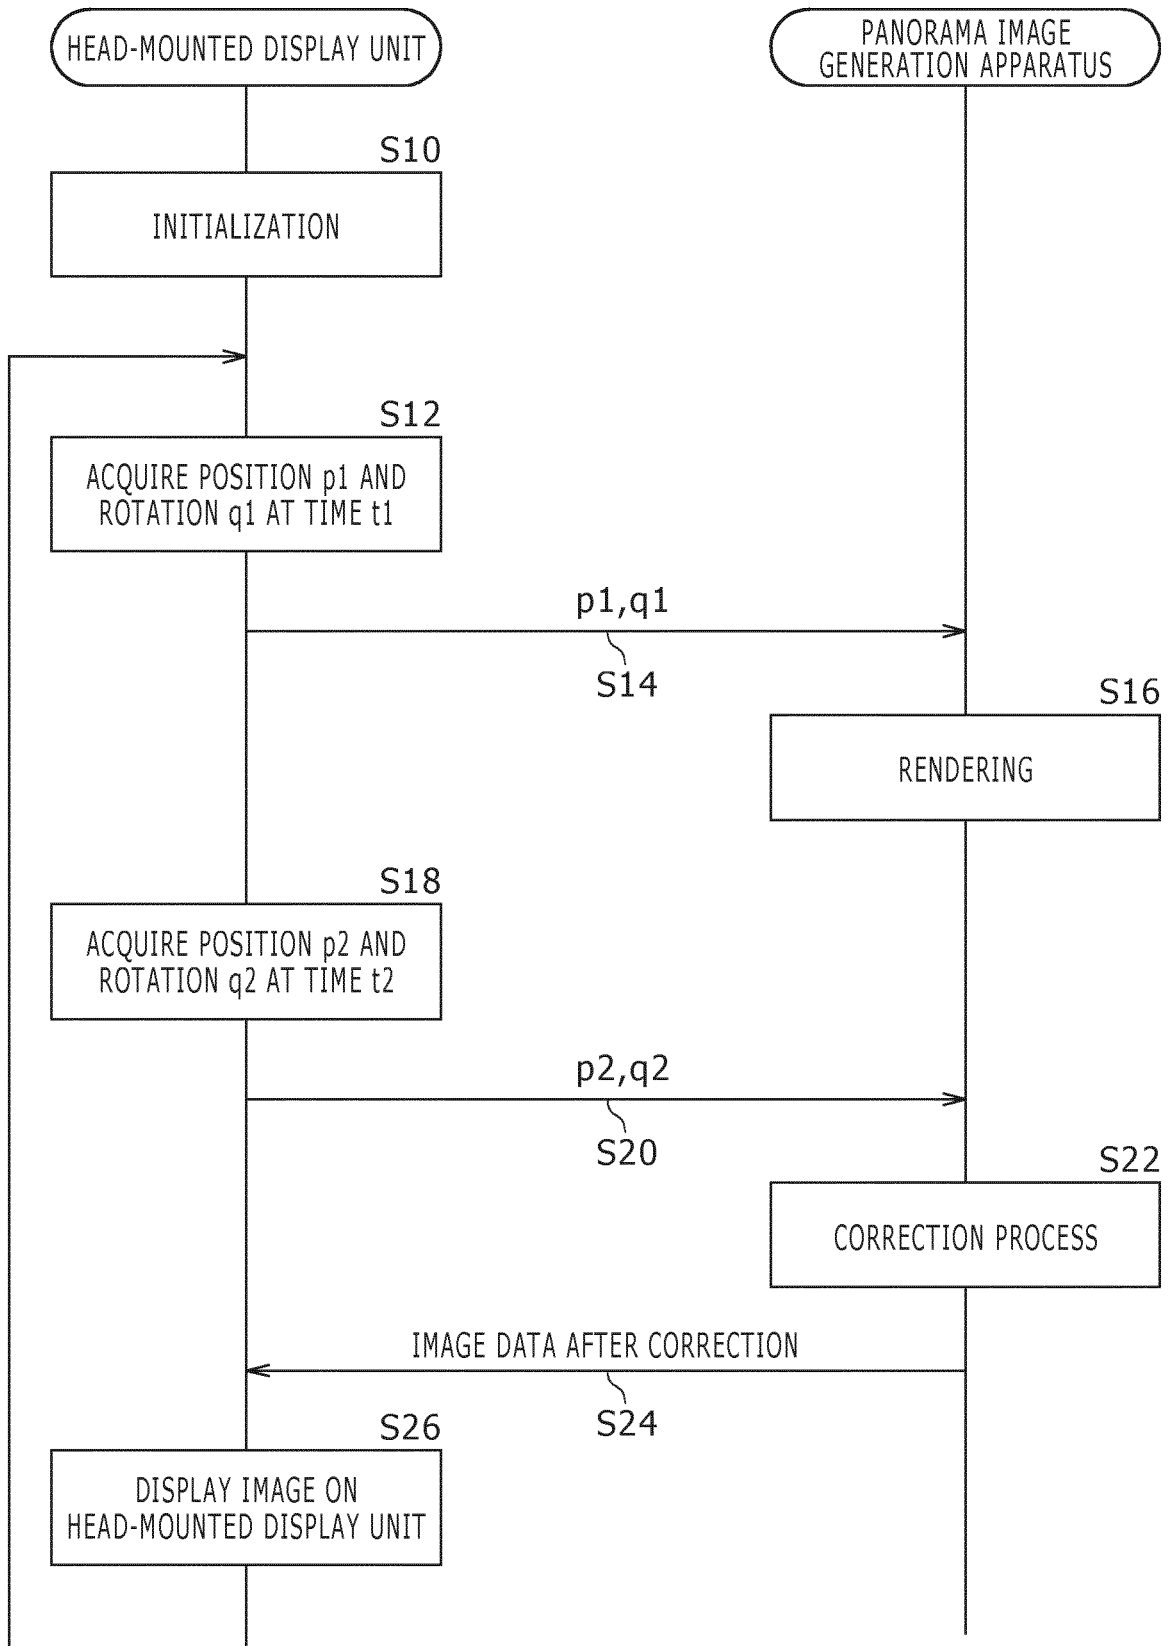 HEAD-MOUNTED DISPLAY UNIT
PANORAMA IMAGE
GENERATION APPARATUS
S10
INITIALIZATION
S12
ACQUIRE POSITION p1 AND
ROTATION q1 AT TIME t1
p1,q1
S14
S16
RENDERING
S18
ACQUIRE POSITION p2 AND
ROTATION q2 AT TIME t2
p2,q2
S20
S22
CORRECTION PROCESS
IMAGE DATA AFTER CORRECTION
S24
S26
DISPLAY IMAGE ON
HEAD-MOUNTED DISPLAY UNIT